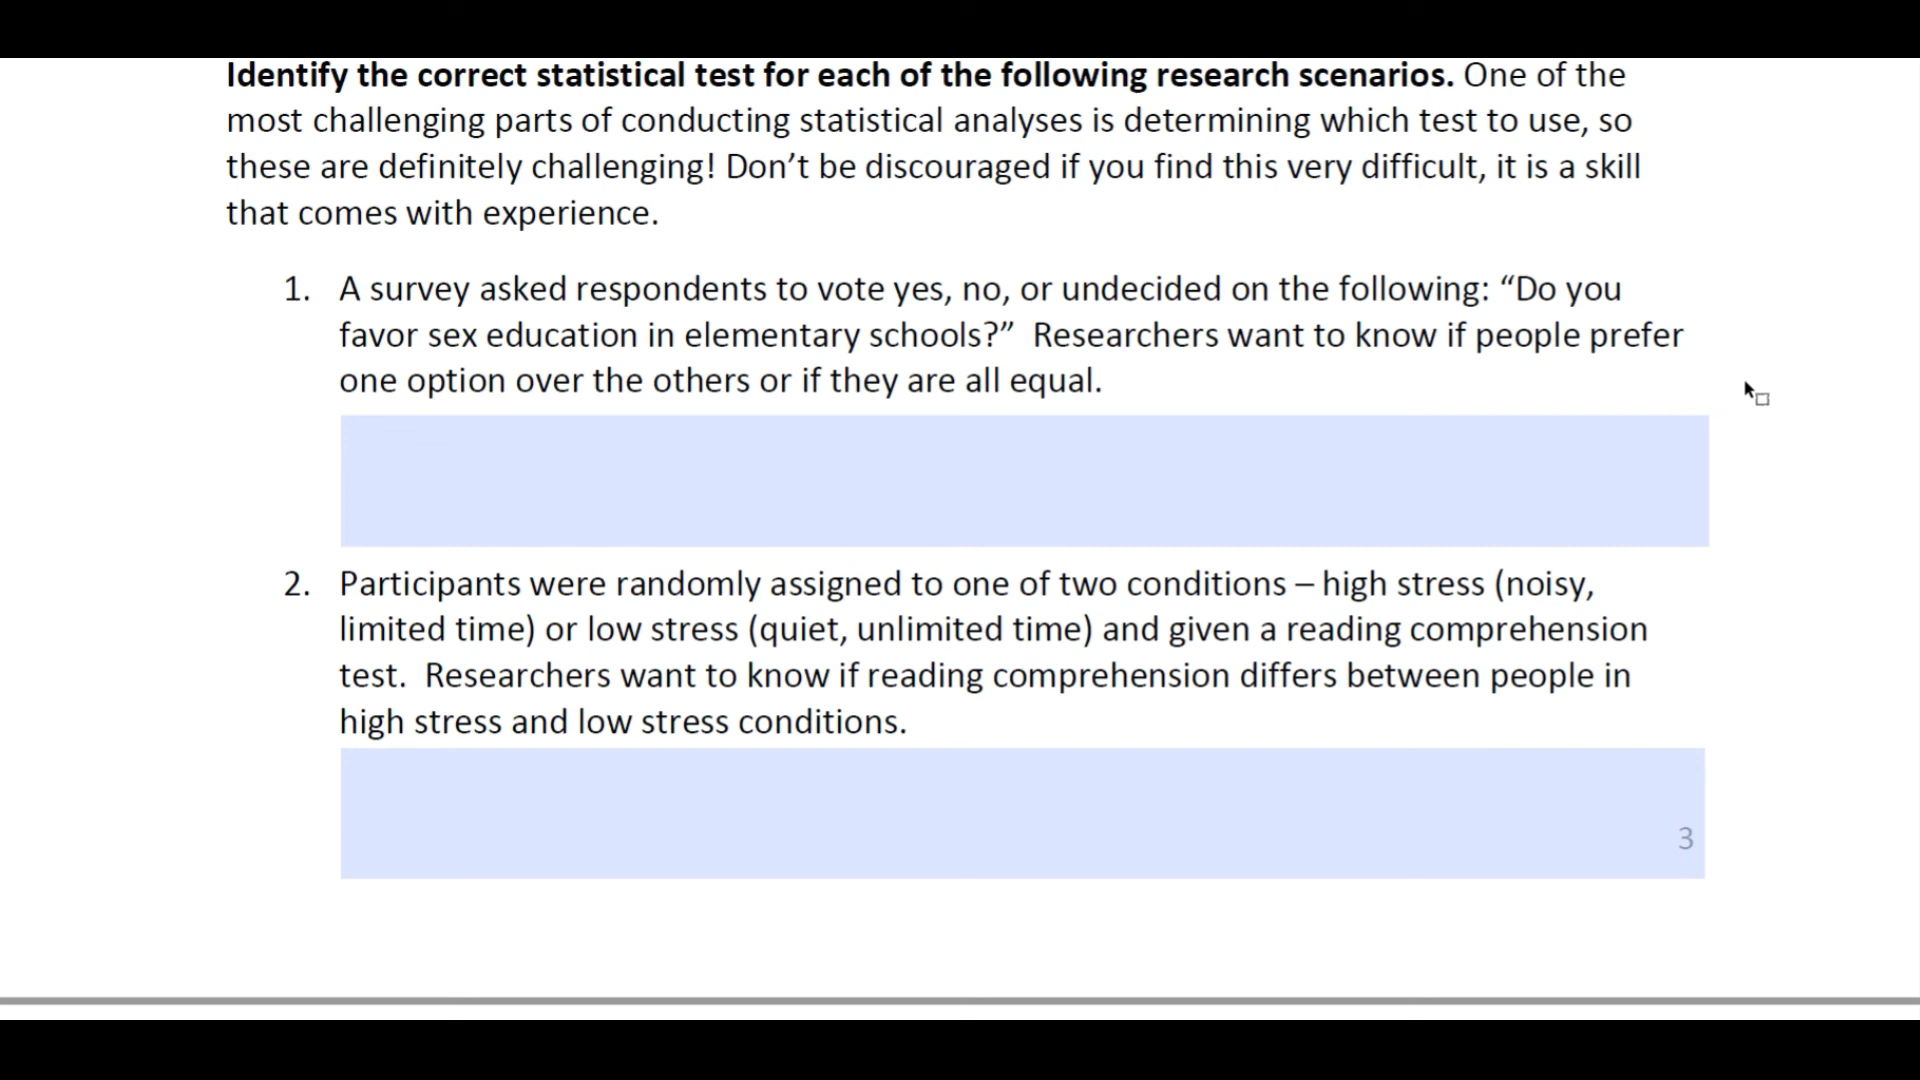 Identify the correct statistical test for each of the following research scenarios. One of the
most challenging parts of conducting statistical analyses is determining which test to use, so
these are definitely challenging! Don’t be discouraged if you find this very difficult, it is a skill
that comes with experience.
1. A survey asked respondents to vote yes, no, or undecided on the following: “Do you
favor sex education in elementary schools?”  Researchers want to know if people prefer
one option over the others or if they are all equal.
2. Participants were randomly assigned to one of two conditions – high stress (noisy,
limited time) or low stress (quiet, unlimited time) and given a reading comprehension
test.  Researchers want to know if reading comprehension differs between people in
high stress and low stress conditions.
3